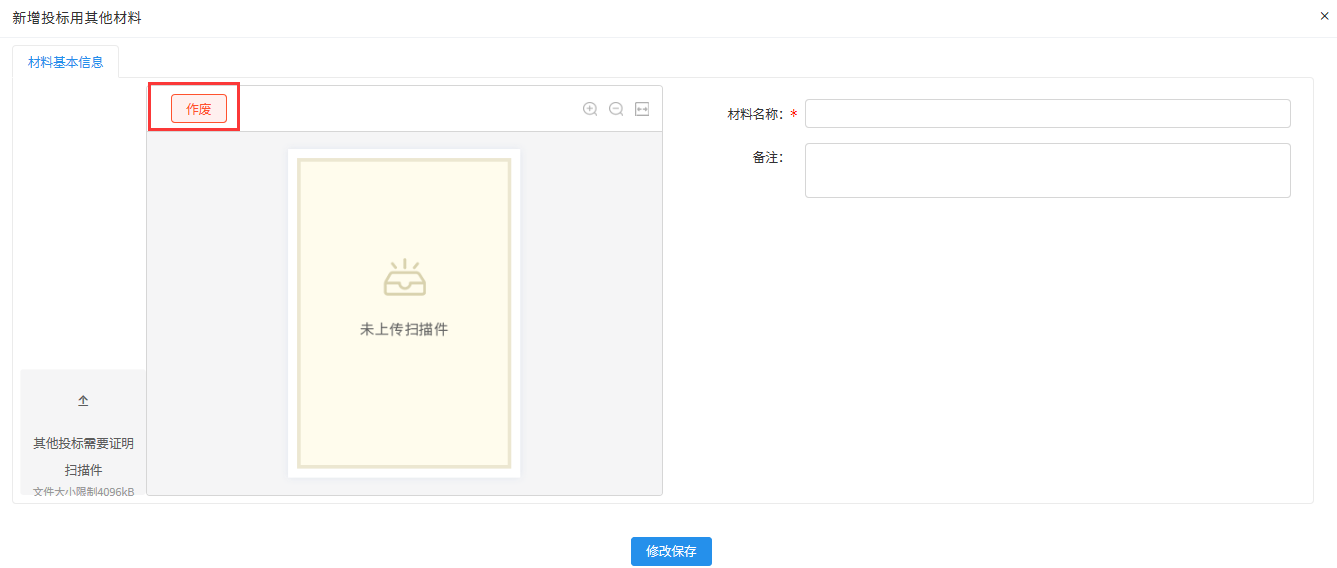 新增投标用其他材料
×
材料基本信息
作废
未上传扫描件
其他投标需要证明
扫描件
文件大小限制4096kB
材料名称：*
备注：
修改保存